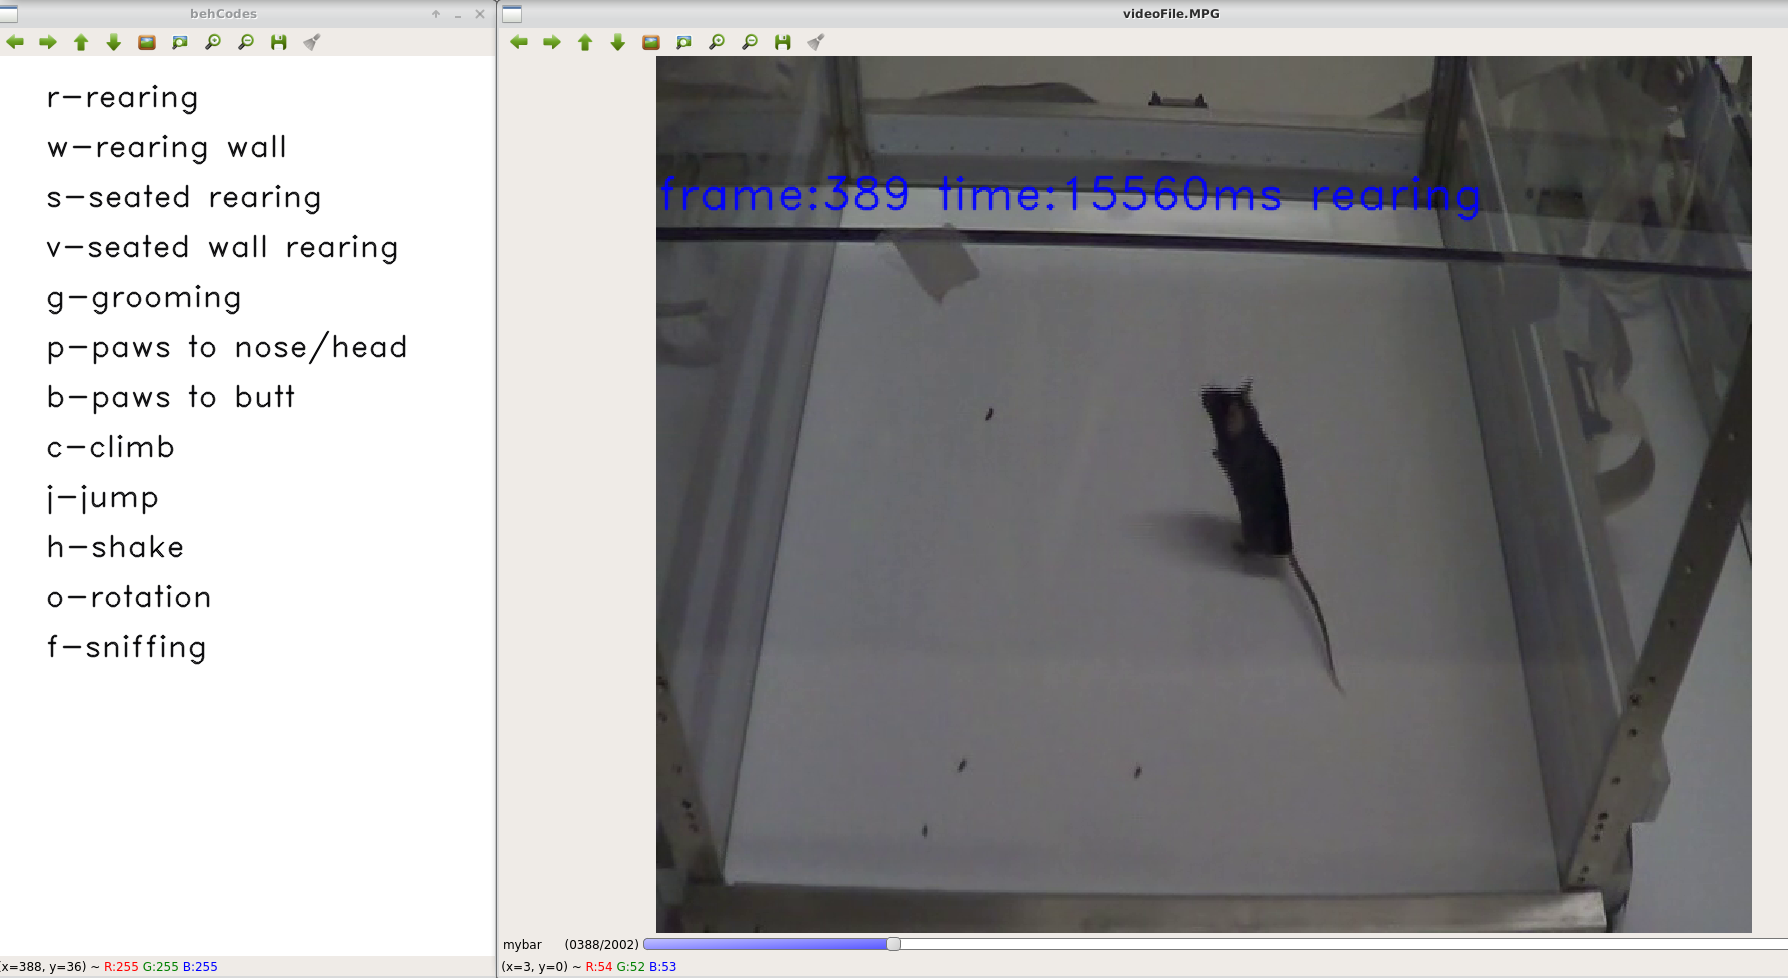 behCodes
r-rearing
w-rearing wall
s-seated rearing
v-seated wall rearing
g-grooming
p-paws to nose/head
b-paws to butt
c-climb
j-jump
h-shake
o-rotation
f-sniffing
(x=388, y=36) ~ R:255 G:255 B:255
videoFile.MPG
frame:389 time:15560ms rearing
mybar (0388/2002)
(x=3, y=0) ~ R:54 G:52 B:53